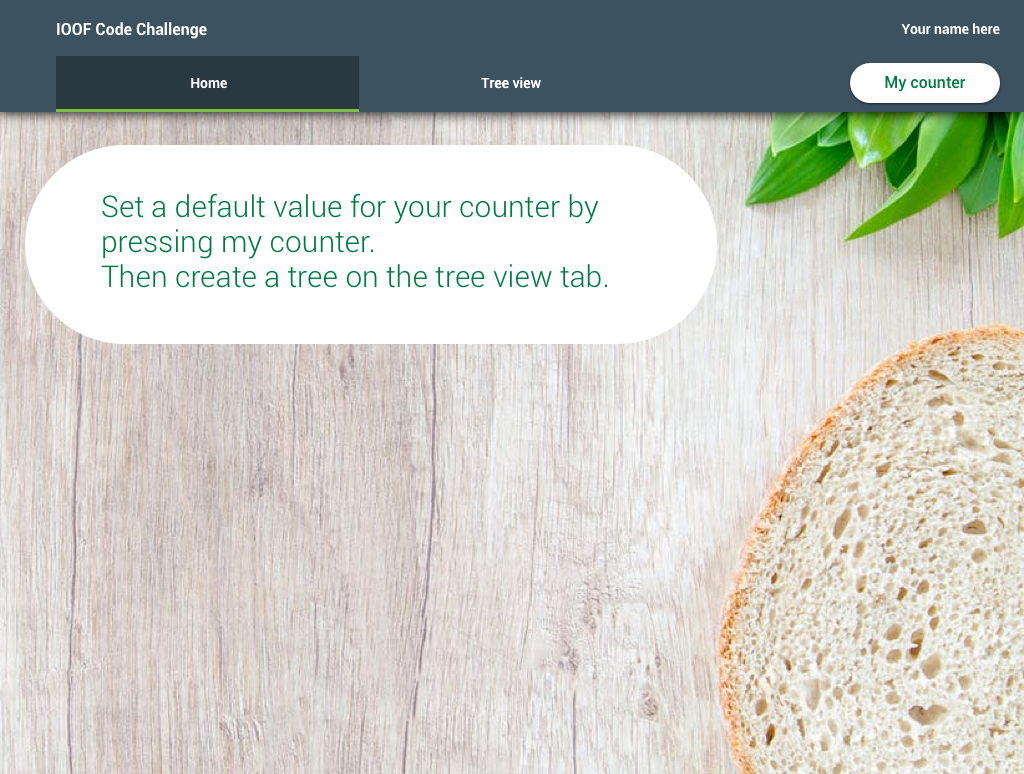 IOOF Code Challenge
Your name here
Home
Tree view
My counter
Set a default value for your counter by
pressing my counter.
Then create a tree on the tree view tab.